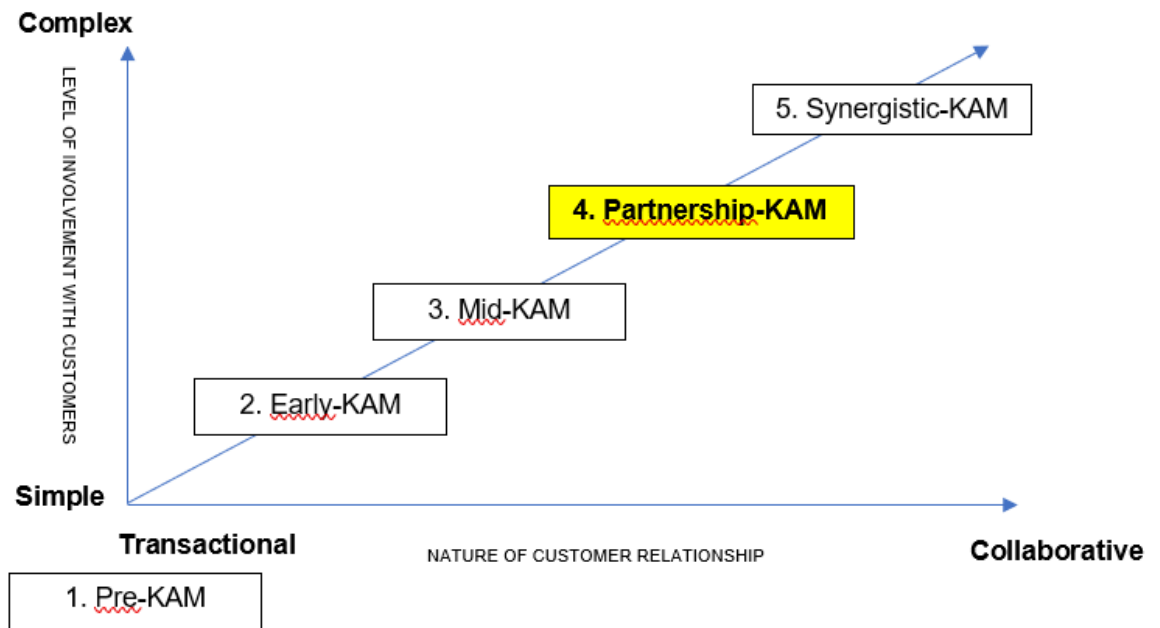 Complex
LEVEL OF INVOLVEMENT WITH CUSTOMERS
5. Synergistic-KAM
4. Partnership-KAM
3. Mid-KAM
2. Early-KAM
Simple
Transactional
NATURE OF CUSTOMER RELATIONSHIP
Collaborative
1. Pre-KAM